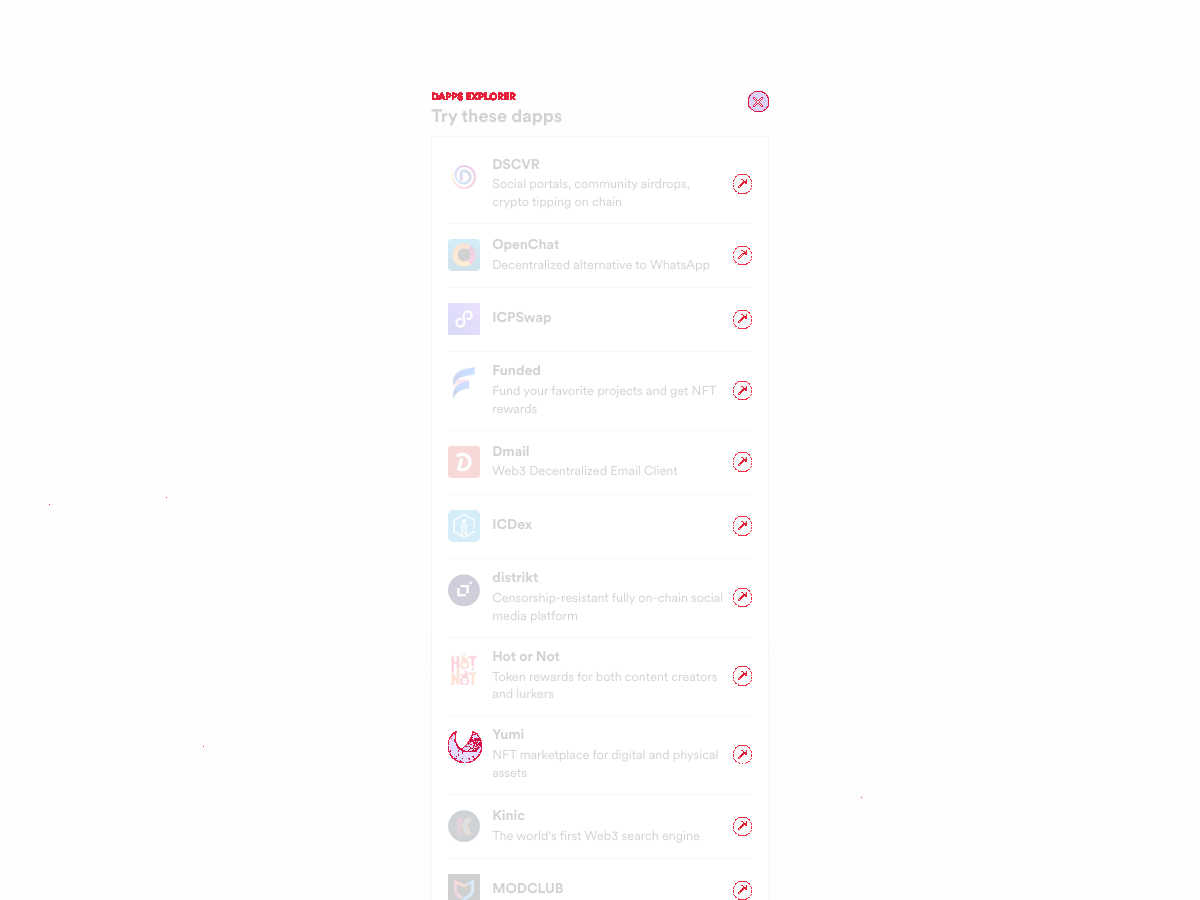 DAPPS EXPLORER
Try these dapps
DSCVR
Social portals, community airdrops,
crypto tipping on chain
OpenChat
Decentralized alternative to WhatsApp
ICPSwap
Funded
Fund your favorite projects and get NFT
rewards
Dmail
Web3 Decentralized Email Client
ICDex
distrikt
Censorship-resistant fully on-chain social
media platform
HOT
NOT
Hot or Not
Token rewards for both content creators
and lurkers
Yumi
NFT marketplace for digital and physical
assets
Kinic
The world's first Web3 search engine
MODCLUB